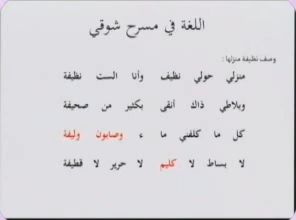 اللغة في مسرح شوقي
وصف نظيفة منزلها :
منزلي حولي نظيف وأنا الست نظيفة
وبلاطي ذاك أنقى بكثير من صحيفة
كل ما كلفني ما ء وصابون وليفة
لا بساط لا كليم لا حرير لا قطيفة